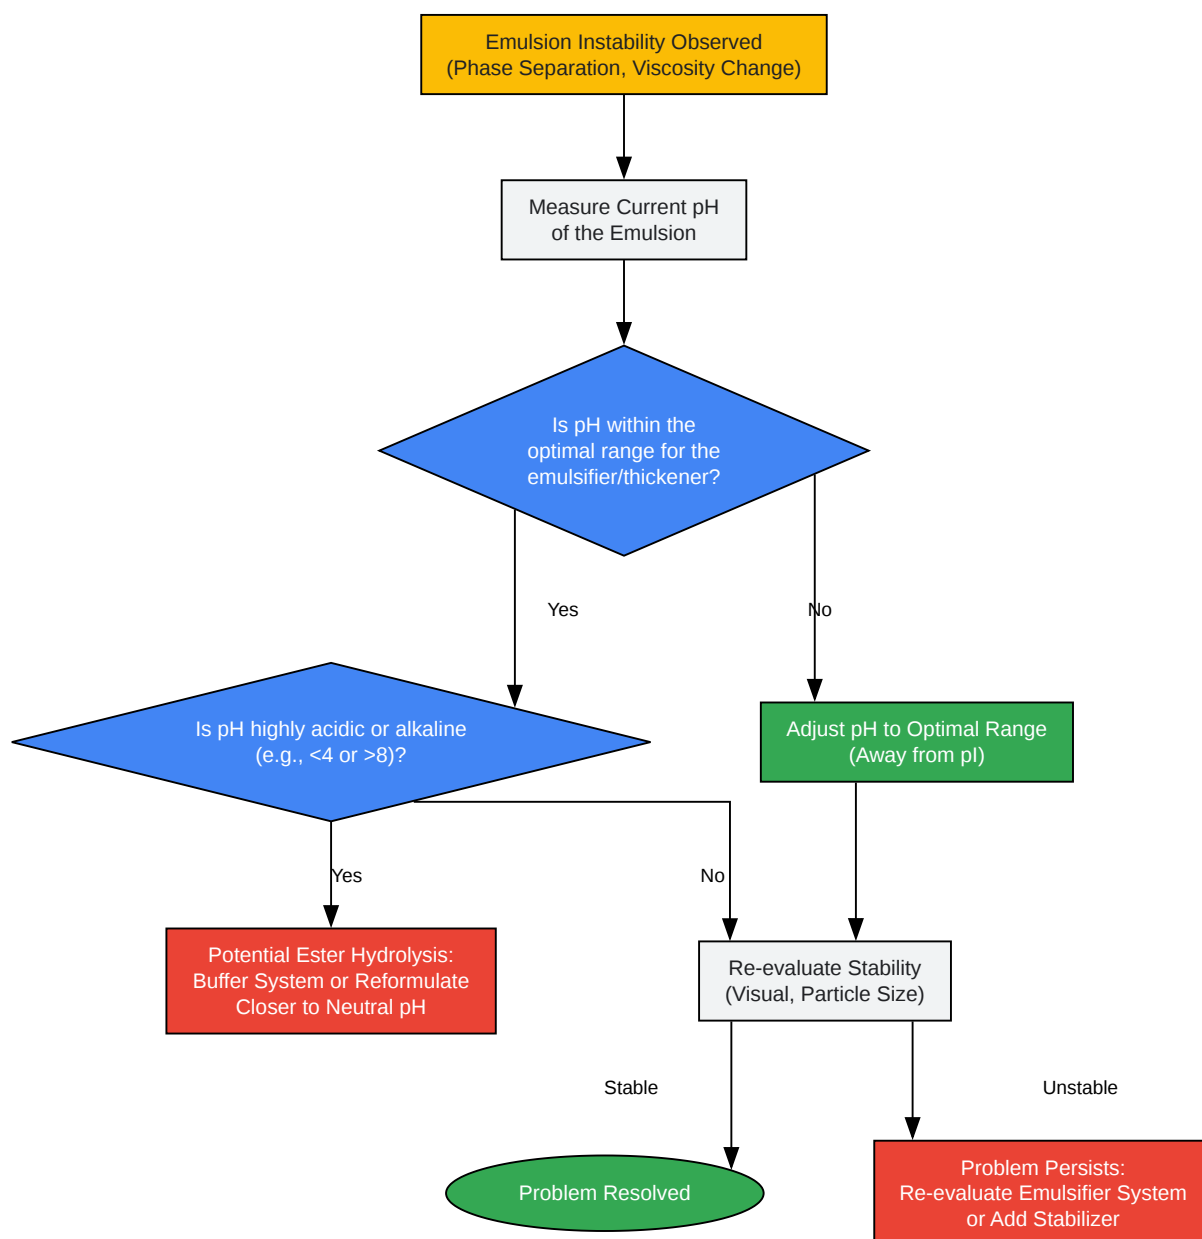 Emulsion Instability Observed
(Phase Separation, Viscosity Change)
Measure Current pH
of the Emulsion
Is pH within the
optimal range for the
emulsifier/thickener?
Yes
No
Is pH highly acidic or alkaline
(e.g., <4 or >8)?
Adjust pH to Optimal Range
(Away from pI)
Yes
No
Potential Ester Hydrolysis:
Buffer System or Reformulate
Closer to Neutral pH
Re-evaluate Stability
(Visual, Particle Size)
Stable
Unstable
Problem Resolved
Problem Persists:
Re-evaluate Emulsifier System
or Add Stabilizer